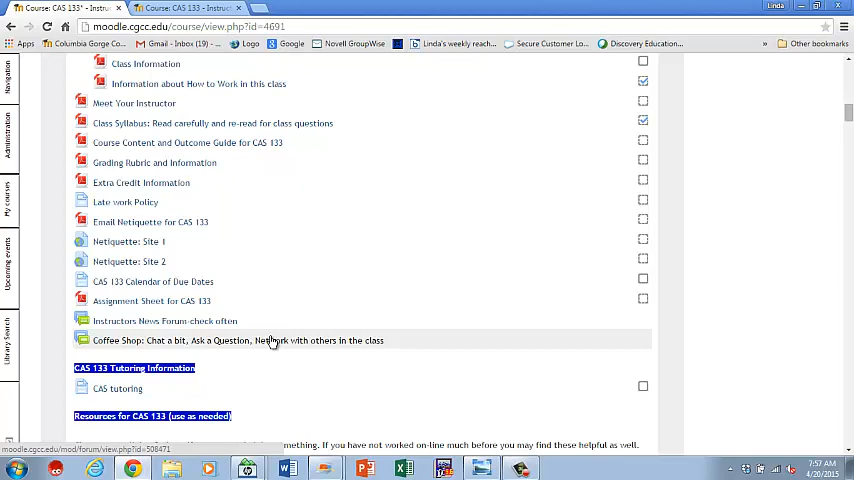 Course: CAS 133* - Instruc
Course: CAS 133 - Instruct
Linda
moodle.cgcc.edu/course/view.php?id=4691
Apps
Columbia Gorge Com
Gmail - Inbox (19) -
Logo
Google
Novell GroupWise
Linda's weekly reach...
Secure Customer Lo...
Discovery Education...
»
Other bookmarks
Navigation
Administration
My courses
Upcoming events
Library Search
Class Information
Information about How to Work in this class
Meet Your Instructor
Class Syllabus: Read carefully and re-read for class questions
Course Content and Outcome Guide for CAS 133
Grading Rubric and Information
Extra Credit Information
Late work Policy
Email Netiquette for CAS 133
Netiquette: Site 1
Netiquette: Site 2
CAS 133 Calendar of Due Dates
Assignment Sheet for CAS 133
Instructors News Forum-check often
Coffee Shop: Chat a bit, Ask a Question, Network with others in the class
CAS 133 Tutoring Information
CAS tutoring
Resources for CAS 133 (use as needed)
mething. If you have not worked on-line much before you may find these helpful as well.
moodle.cgcc.edu/mod/forum/view.php?id=508471
7:57 AM
4/20/2015